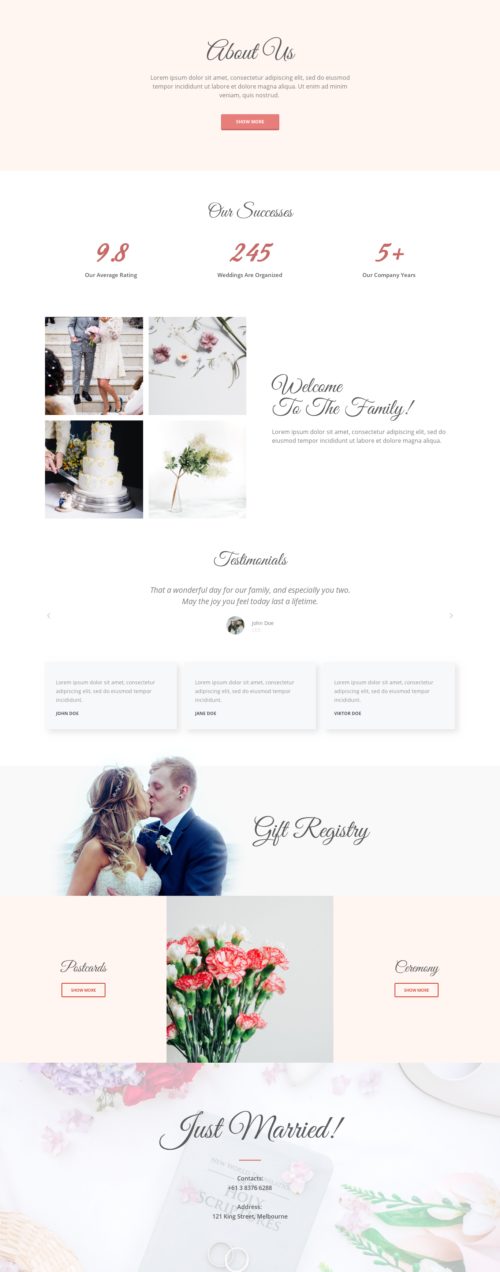 About Us
Lorem ipsum dolor sit amet, consectetur adipiscing elit, sed do eiusmod
tempor incididunt ut labore et dolore magna aliqua. Ut enim ad minim
veniam, quis nostrud.
SHOW MORE
Our Successes
9.8
245
5+
Our Average Rating
Weddings Are Organized
Our Company Years
Welcome
To The Family!
Lorem ipsum dolor sit amet, consectetur adipiscing elit, sed do
eiusmod tempor incididunt ut labore et dolore magna aliqua.
Testimonials
That a wonderful day for our family, and especially you two.
May the joy you feel today last a lifetime.
John Doe
Lorem ipsum dolor sit amet, consectetur
adipiscing elit, sed do eiusmod tempor
incididunt.
JOHN DOE
Lorem ipsum dolor sit amet, consectetur
adipiscing elit, sed do eiusmod tempor
incididunt.
JANE DOE
Lorem ipsum dolor sit amet, consectetur
adipiscing elit, sed do eiusmod tempor
incididunt.
VIKTOR DOE
Gift Registry
Postcards
SHOW MORE
Ceremony
SHOW MORE
Just Married!
NEW WORLD
HOLY
SCRIPTURES
Contacts:
+61 3 8376 6288
Address:
121 King Street, Melbourne